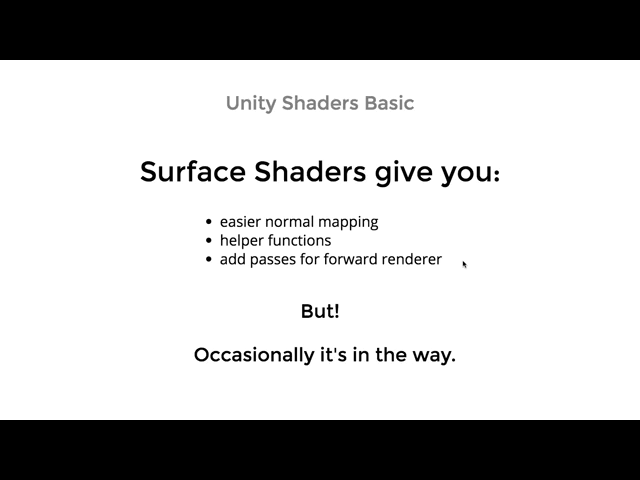 Unity Shaders Basic
Surface Shaders give you:
• easier normal mapping
• helper functions
• add passes for forward renderer
But!
Occasionally it's in the way.